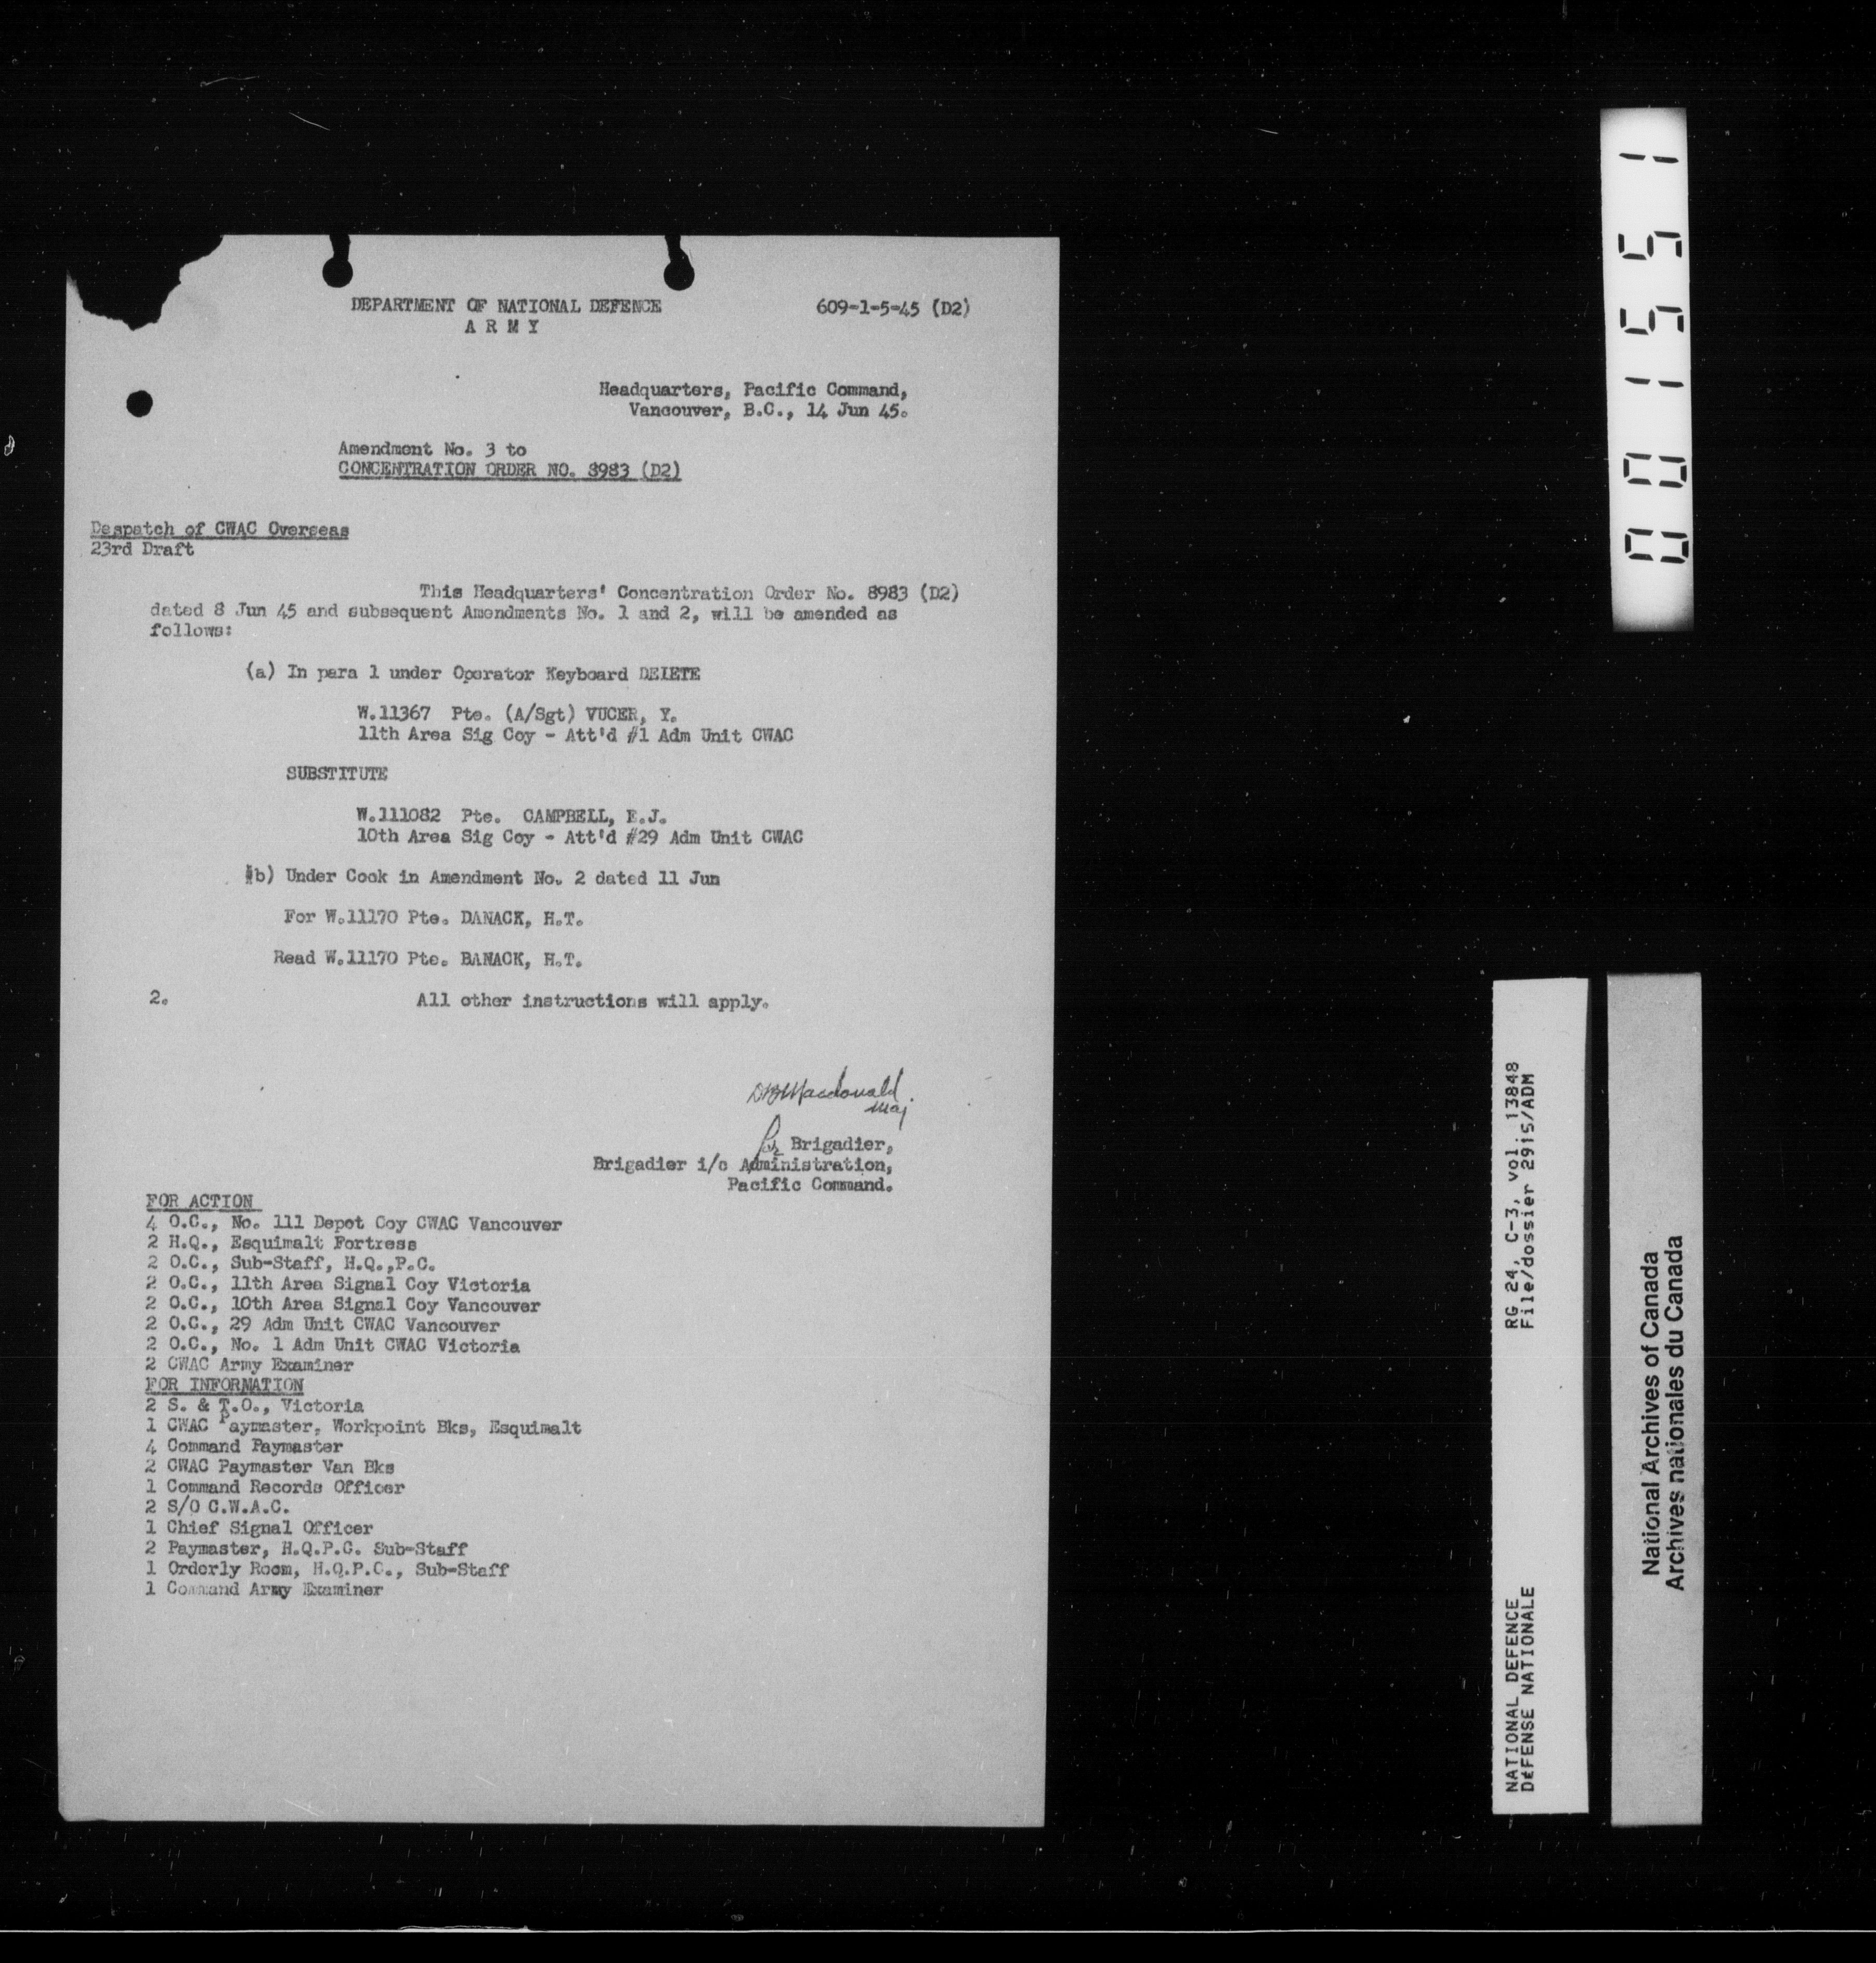 DEPARTMENT OF NATIONAL DEFENCE 609-1-5-45 (D2)
A R M Y
Headquarters, Pacific Command,
Vancouver, B.C., 14 Jun 45.
Amendment No. 3 to
CONCENTRATION ORDER NO. 8983 (D2)
Despatch of CWAC Overseas
23rd Draft
This Headquarters' Concentration Order No. 8983 (D2)
dated 8 Jun 45 and subsequent Amendments No. 1 and 2, will be amended as
follows:
(a) In para 1 under Operator Keyboard DELETE
W.11367 Pte. (A/Sgt) VUCER, Y.
11th Area Sig Coy - Att'd #1 Adm Unit CWAC
SUBSTITUTE
W.111082 Pte. CAMPBELL, E.J.
10th Area Sig Coy - Att'd #29 Adm Unit CWAC
(b) Under Cook in Amendment No. 2 dated 11 Jun
For W.11170 Pte. DANACK, H.T.
Read W.11170 Pte. BANACK, H.T.
2. All other instructions will apply.
Macdonald
Maj
for Brigadier,
Brigadier i/c Administration,
Pacific Command.
FOR ACTION
4 O.C., No. 111 Depot Coy CWAC Vancouver
2 H.Q., Esquimalt Fortress
2 O.C., Sub-Staff, H.Q.,P.C.
2 O.C., 11th Area Signal Coy Victoria
2 O.C., 10th Area Signal Coy Vancouver
2 O.C., 29 Adm Unit CWAC Vancouver
2 O.C., No. 1 Adm Unit CWAC Victoria
2 CWAC Army Examiner
FOR INFORMATION
2 S. & T.O., Victoria
1 CWAC Paymaster, Workpoint Bks, Esquimalt
4 Command Paymaster
2 CWAC Paymaster Van Bks
1 Command Records Officer
2 S/O C.W.A.C.
1 Chief Signal Officer
2 Paymaster, H.Q.P.C. Sub-Staff
1 Orderly Room, H.Q.P.C., Sub-Staff
1 Command Army Examiner
001551
NATIONAL DEFENCE RG 24, C-3, vol. 13848
DéFENSE NATIONALE File/dossier 2915/ADM
National Archives of Canada
Archives nationales du Canada